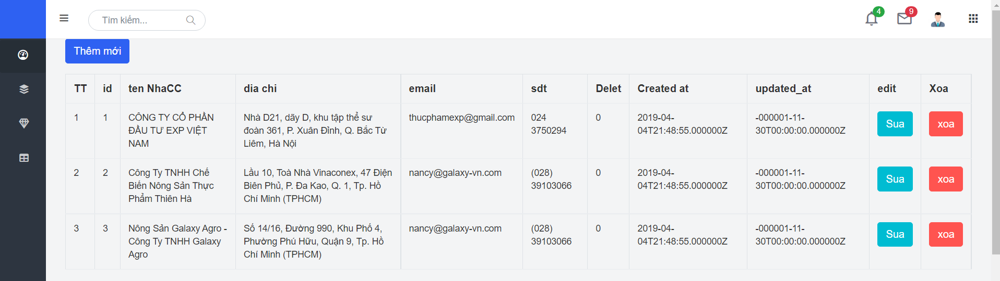 Tìm kiếm...
4
9
Thêm mới
TT id ten NhaCC dia chi email sdt Delet Created at updated_at edit Xoa
1 1 CÔNG TY CỔ PHẦN Nhà D21, dãy D, khu tập thể sư thucphamexp@gmail.com 024 0 2019-04- -000001-11- Sua xoa
ĐẦU TƯ EXP VIỆT đoàn 361, P. Xuân Đỉnh, Q. Bắc Từ 3750294 04T21:48:55.000000Z 30T00:00:00.000000Z
NAM Liêm, Hà Nội
2 2 Công Ty TNHH Chế Lầu 10, Toà Nhà Vinaconex, 47 Điện nancy@galaxy-vn.com (028) 0 2019-04- -000001-11- Sua xoa
Biến Nông Sản Thực Biên Phủ, P. Đa Kao, Q. 1, Tp. Hồ 39103066 04T21:48:55.000000Z 30T00:00:00.000000Z
Phẩm Thiên Hà Chí Minh (TPHCM)
3 3 Nông Sản Galaxy Agro - Số 14/16, Đường 990, Khu Phố 4, nancy@galaxy-vn.com (028) 0 2019-04- -000001-11- Sua xoa
Công Ty TNHH Galaxy Phường Phú Hữu, Quận 9, Tp. Hồ 39103066 04T21:48:55.000000Z 30T00:00:00.000000Z
Agro Chí Minh (TPHCM)